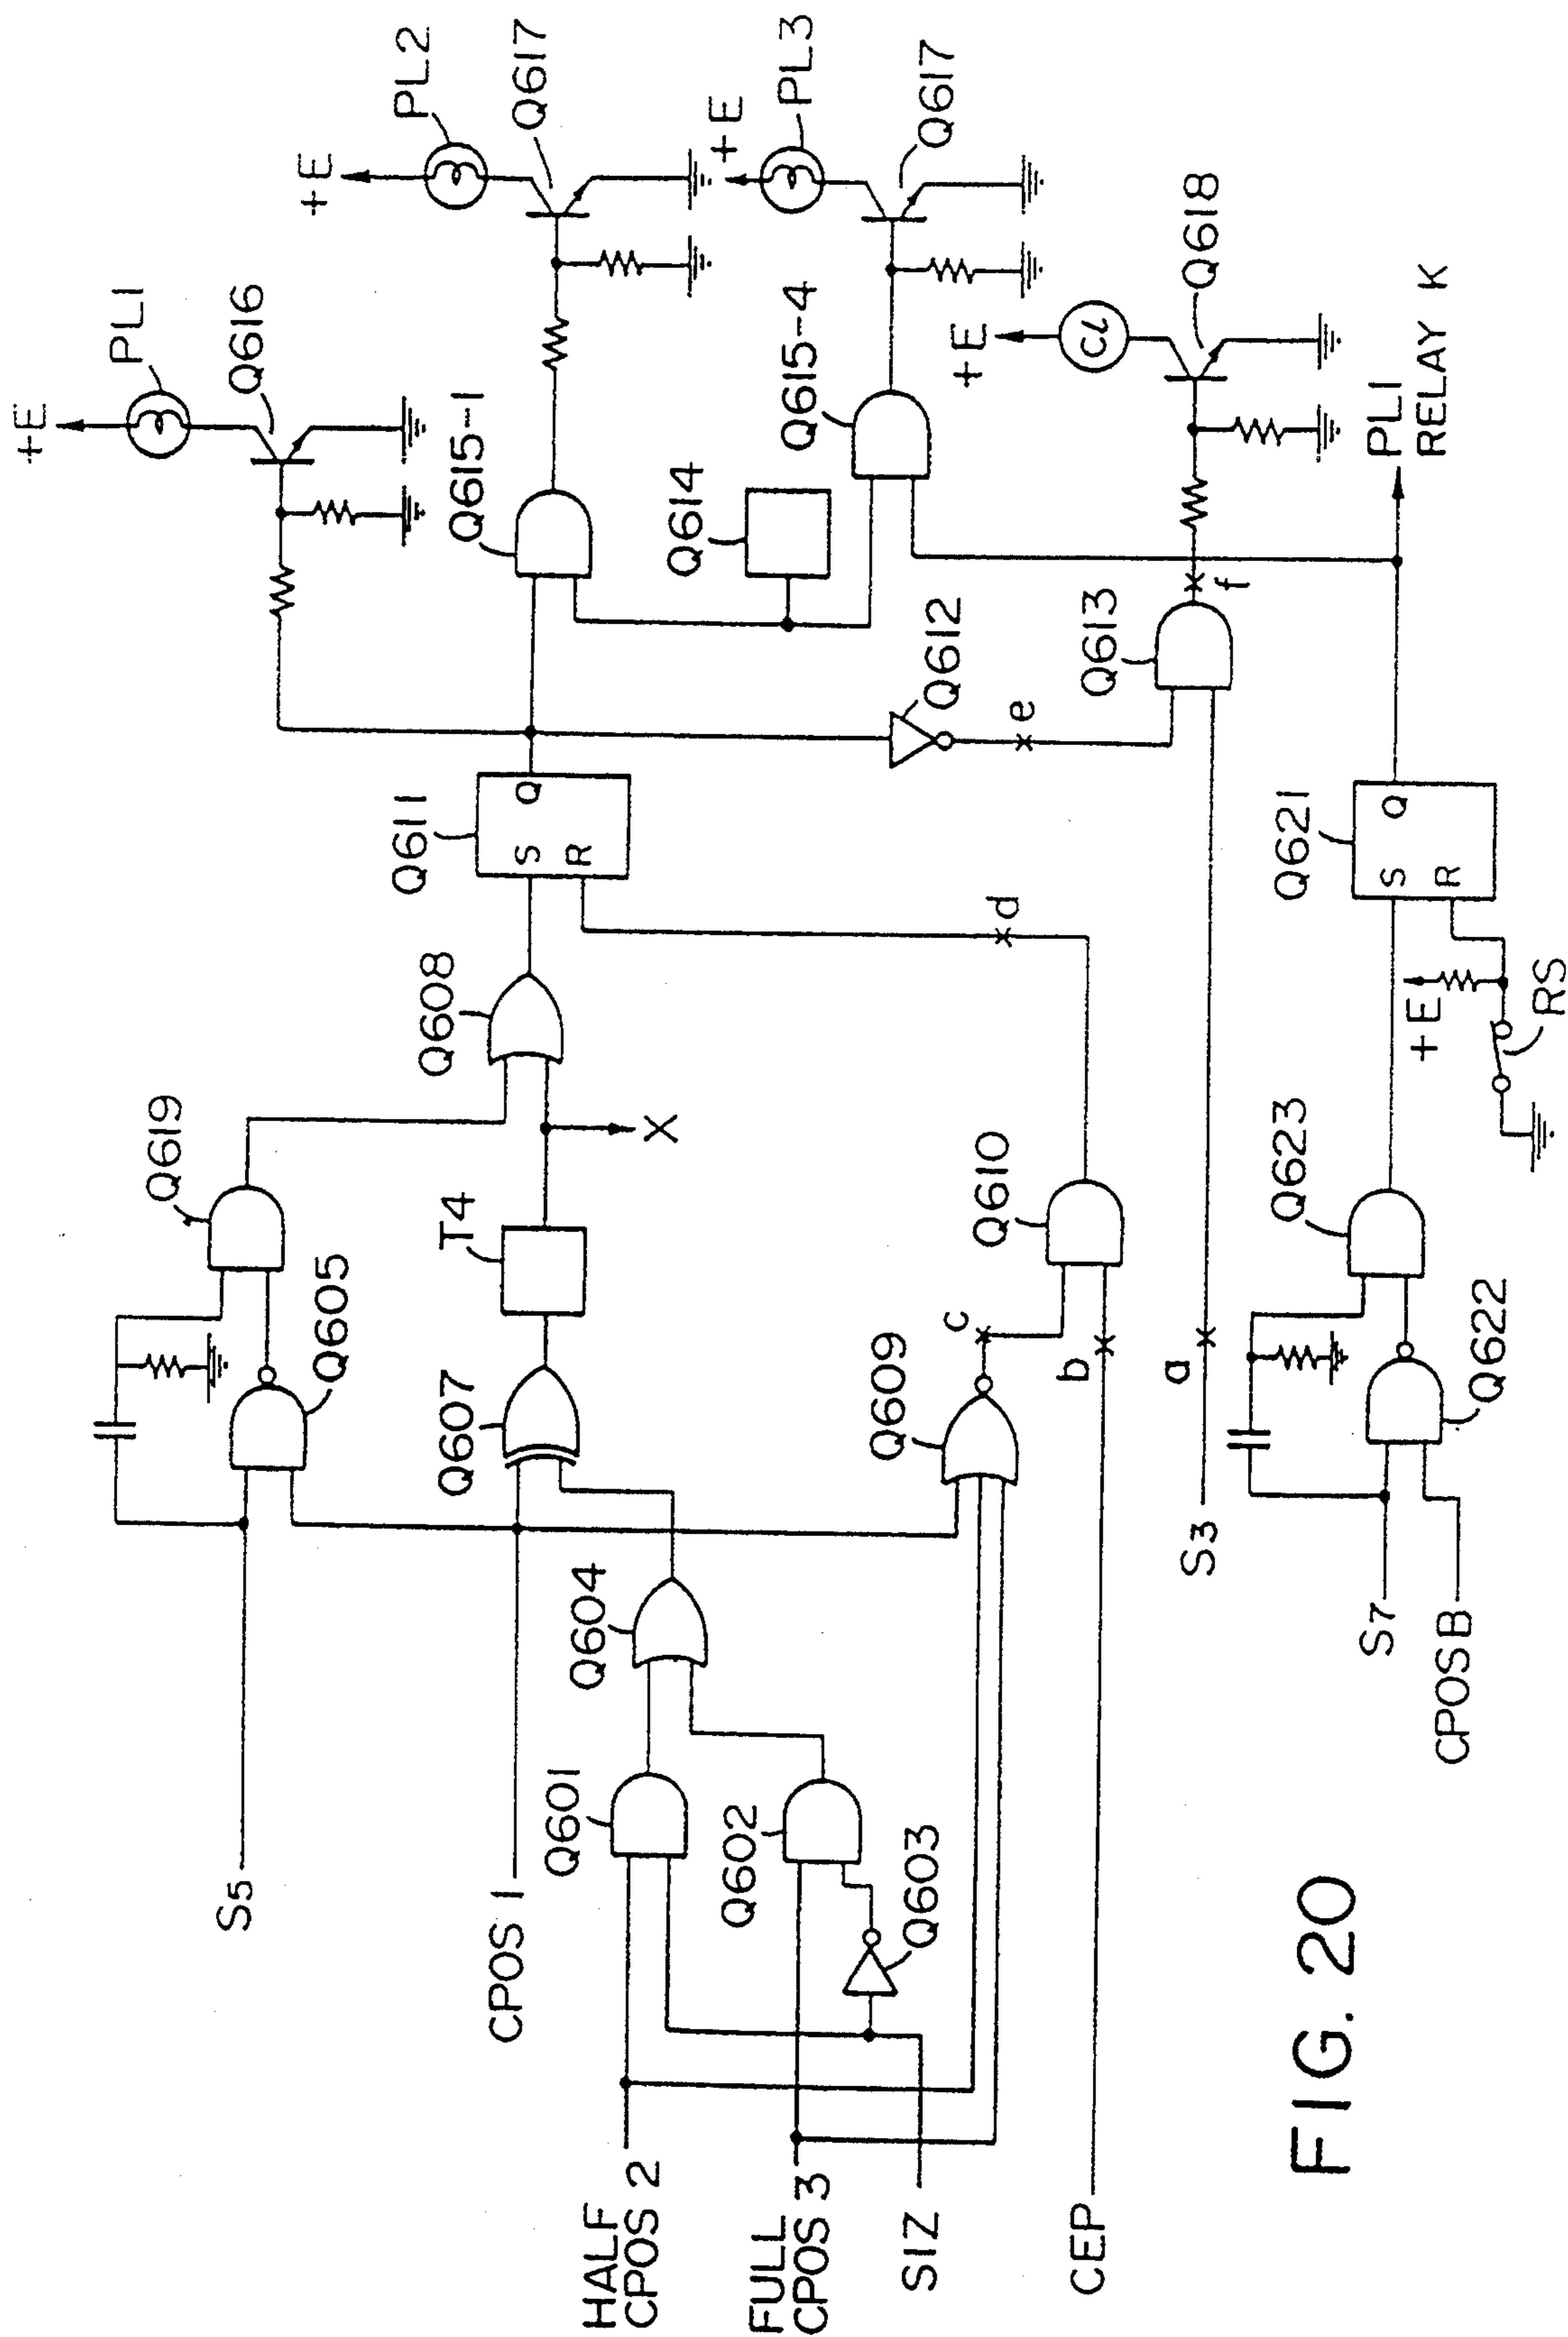 +E
PL1
Q616
+E
PL2
Q617
+E
PL3
Q617
Q615-1
Q614
Q615-4
+E
CL
Q618
PL1
RELAY K
Q611
S
R
Q
Q612
e
Q613
f
d
Q608
Q619
T4
X
Q605
Q607
Q604
Q609
c
Q610
b
a
Q621
S
R
Q
+E
RS
Q623
Q622
S5
CPOS 1
Q601
Q602
Q603
HALF
CPOS 2
FULL
CPOS 3
SIZ
CEP
S3
S7
CPOS B
FIG. 20